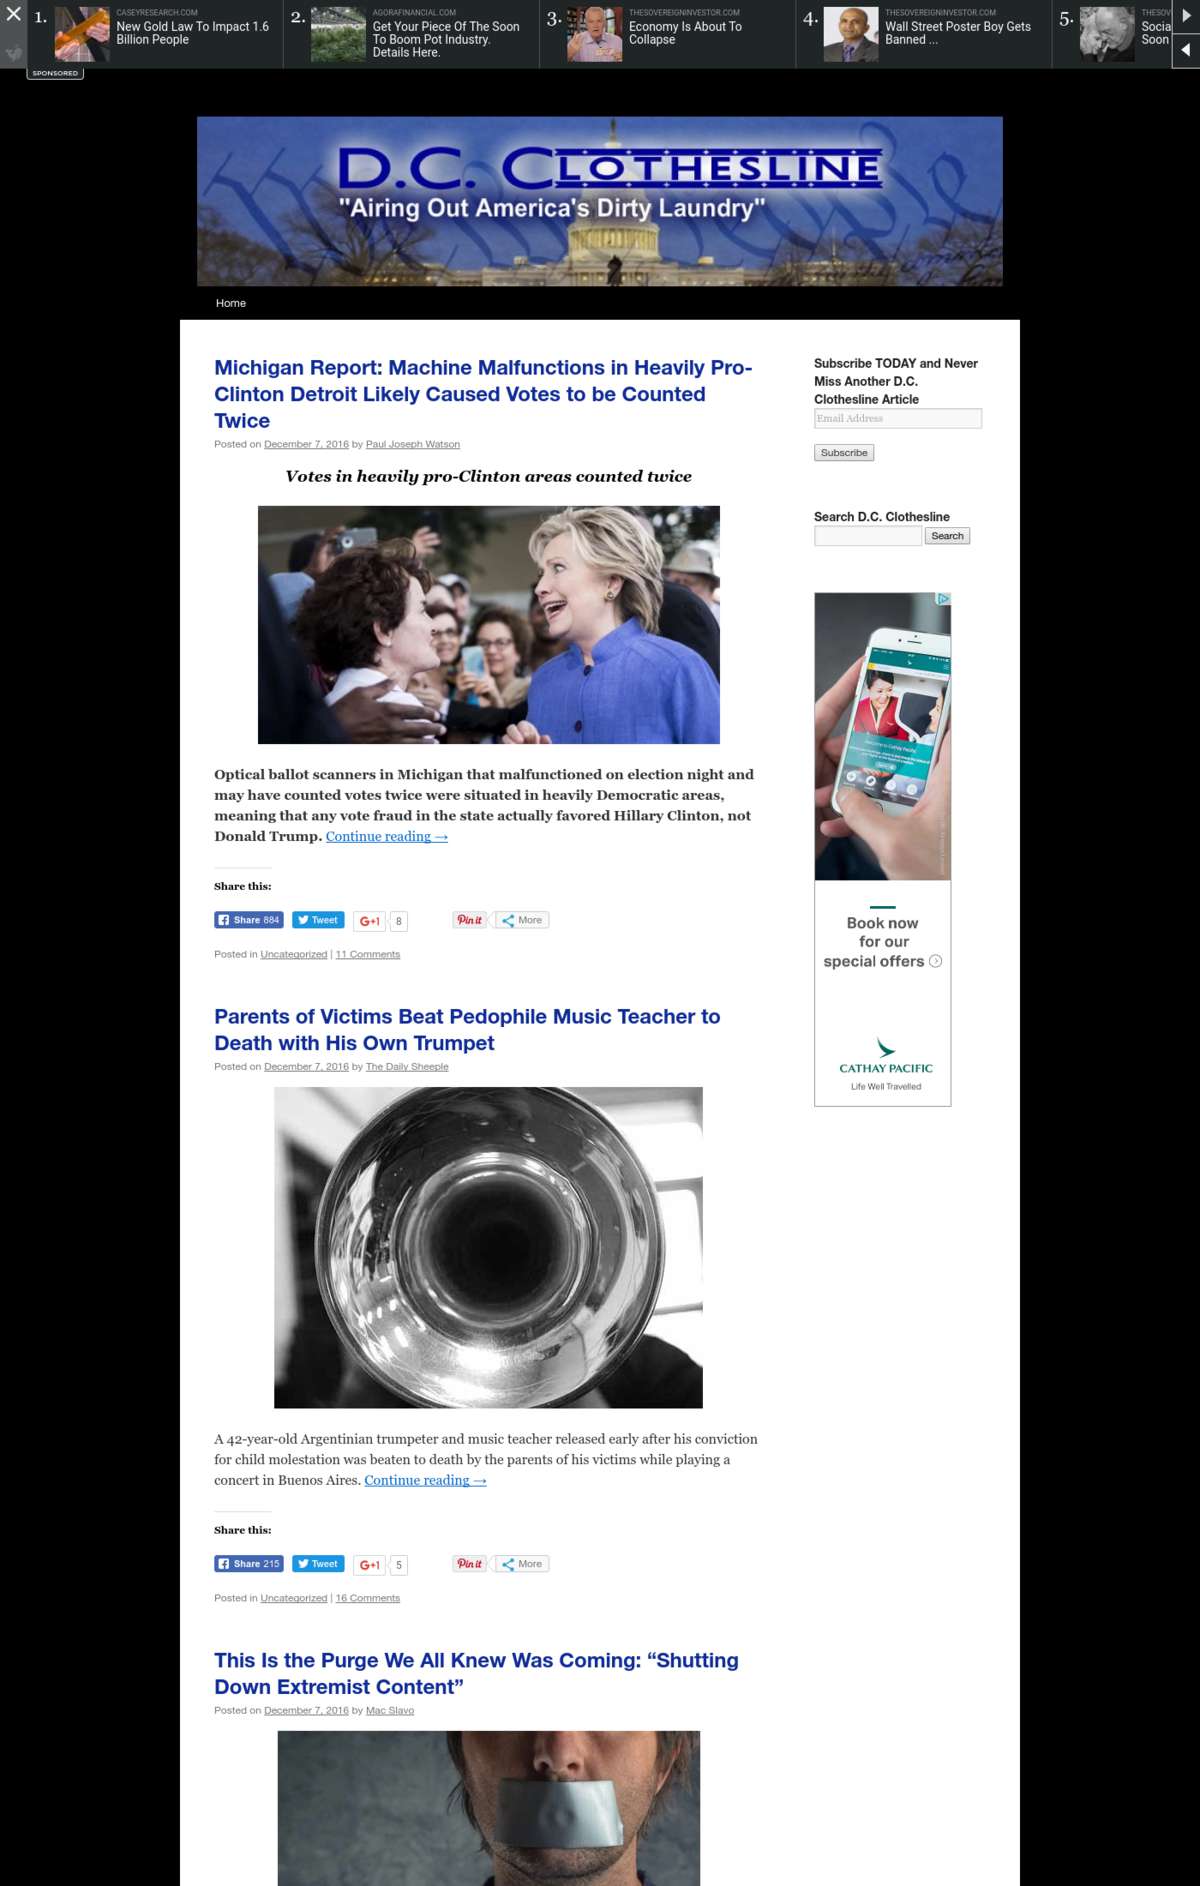 1.
CASEYRESEARCH.COM
New Gold Law To Impact 1.6
Billion People
2.
AGORAFINANCIAL.COM
Get Your Piece Of The Soon
To Boom Pot Industry.
Details Here.
3.
THESOVEREIGNINVESTOR.COM
Economy Is About To
Collapse
4.
THESOVEREIGNINVESTOR.COM
Wall Street Poster Boy Gets
Banned ...
5.
THESOV
Socia
Soon
SPONSORED
D.C. CLOTHESLINE
"Airing Out America's Dirty Laundry"
Home
Michigan Report: Machine Malfunctions in Heavily Pro-
Clinton Detroit Likely Caused Votes to be Counted
Twice
Posted on December 7, 2016 by Paul Joseph Watson
Votes in heavily pro-Clinton areas counted twice
Optical ballot scanners in Michigan that malfunctioned on election night and
may have counted votes twice were situated in heavily Democratic areas,
meaning that any vote fraud in the state actually favored Hillary Clinton, not
Donald Trump. Continue reading →
Share this:
Share 884 Tweet G+1 8 Pin it More
Posted in Uncategorized | 11 Comments
Parents of Victims Beat Pedophile Music Teacher to
Death with His Own Trumpet
Posted on December 7, 2016 by The Daily Sheeple
A 42-year-old Argentinian trumpeter and music teacher released early after his conviction
for child molestation was beaten to death by the parents of his victims while playing a
concert in Buenos Aires. Continue reading →
Share this:
Share 215 Tweet G+1 5 Pin it More
Posted in Uncategorized | 16 Comments
This Is the Purge We All Knew Was Coming: “Shutting
Down Extremist Content”
Posted on December 7, 2016 by Mac Slavo
Subscribe TODAY and Never
Miss Another D.C.
Clothesline Article
Email Address
Subscribe
Search D.C. Clothesline
Search
Welcome to Cathay Pacific
Book now
for our
special offers
CATHAY PACIFIC
Life Well Travelled